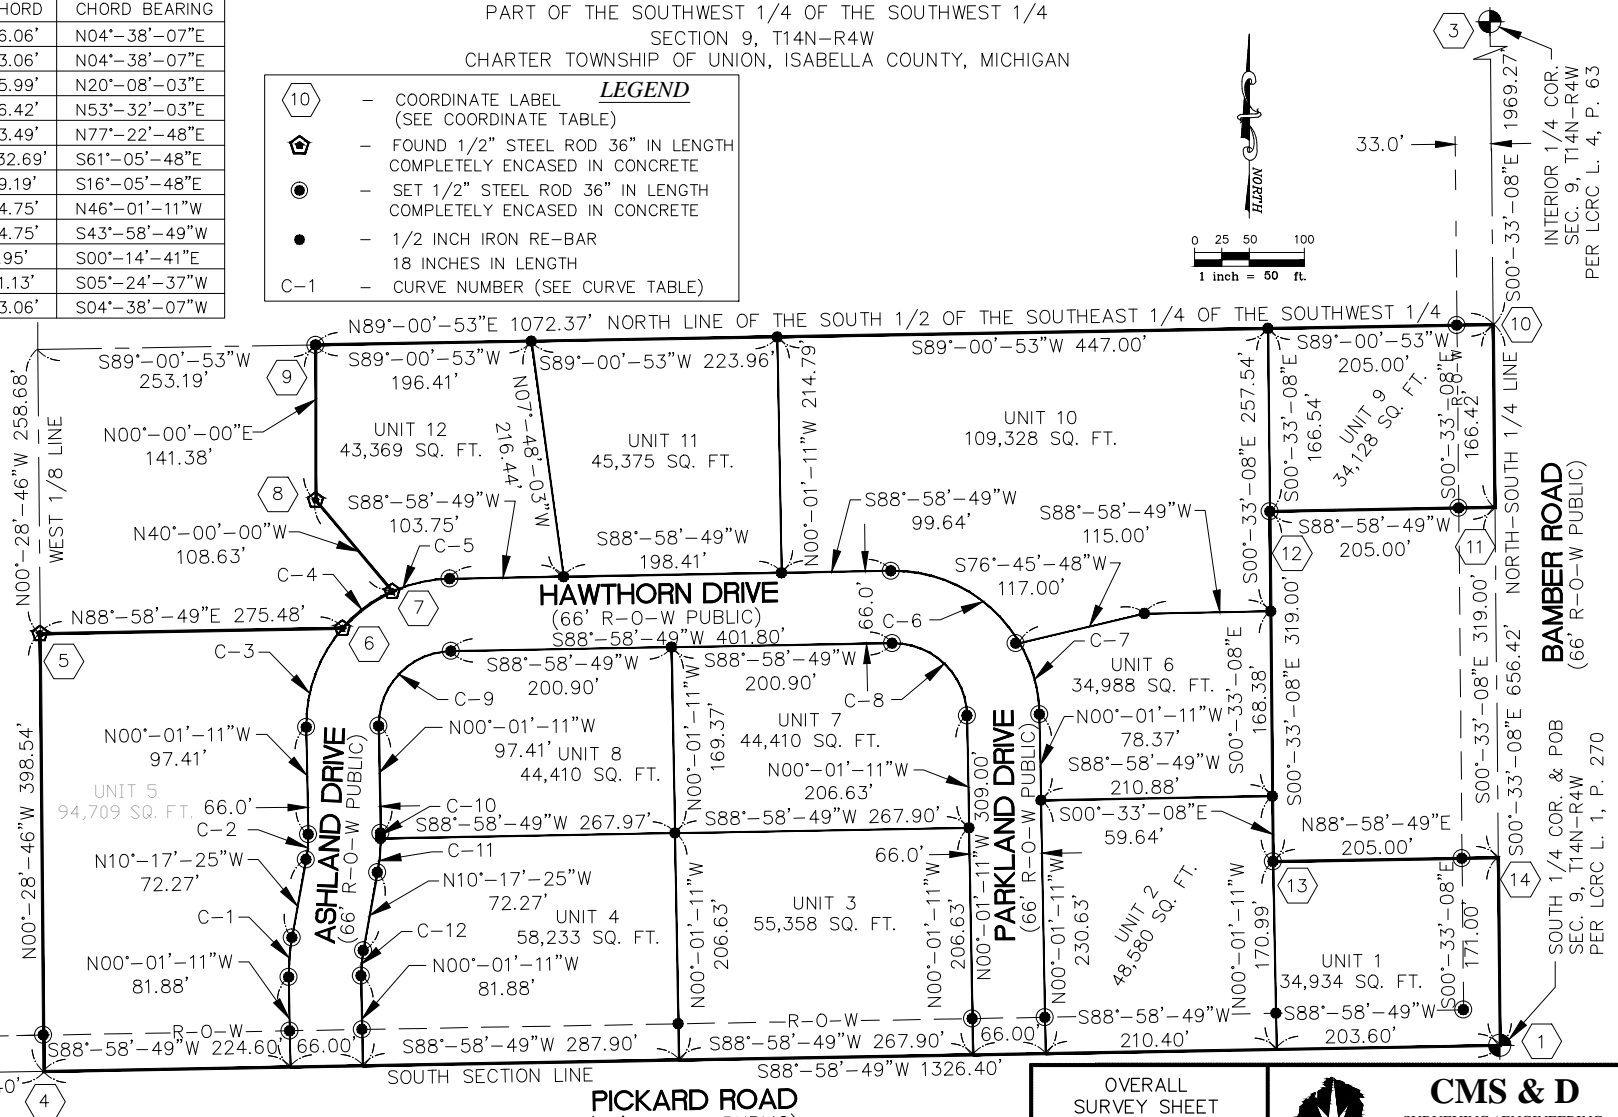 CHORD BEARING
6.06' N04°-38'-07"E
3.06' N04°-38'-07"E
5.99' N20°-08'-03"E
6.42' N53°-32'-03"E
3.49' N77°-22'-48"E
32.69' S61°-05'-48"E
9.19' S16°-05'-48"E
4.75' N46°-01'-11"W
4.75' S43°-58'-49"W
.95' S00°-14'-41"E
1.13' S05°-24'-37"W
3.06' S04°-38'-07"W
PART OF THE SOUTHWEST 1/4 OF THE SOUTHWEST 1/4
SECTION 9, T14N-R4W
CHARTER TOWNSHIP OF UNION, ISABELLA COUNTY, MICHIGAN
LEGEND
10 - COORDINATE LABEL
(SEE COORDINATE TABLE)
- FOUND 1/2" STEEL ROD 36" IN LENGTH
COMPLETELY ENCASED IN CONCRETE
- SET 1/2" STEEL ROD 36" IN LENGTH
COMPLETELY ENCASED IN CONCRETE
- 1/2 INCH IRON RE-BAR
18 INCHES IN LENGTH
C-1 - CURVE NUMBER (SEE CURVE TABLE)
NORTH
0 25 50 100
1 inch = 50 ft.
3
33.0'
S00°-33'-08"E 1969.27'
INTERIOR 1/4 COR.
SEC. 9, T14N-R4W
PER LCRC L. 4, P. 63
N89°-00'-53"E 1072.37' NORTH LINE OF THE SOUTH 1/2 OF THE SOUTHEAST 1/4 OF THE SOUTHWEST 1/4
10
S89°-00'-53"W
253.19'
9
S89°-00'-53"W
196.41'
S89°-00'-53"W 223.96'
S89°-00'-53"W 447.00'
S89°-00'-53"W
205.00'
N00°-28'-46"W 258.68'
WEST 1/8 LINE
N00°-00'-00"E
141.38'
UNIT 12
43,369 SQ. FT.
N07°-48'-03"W
216.44'
UNIT 11
45,375 SQ. FT.
N00°-01'-11"W 214.79'
UNIT 10
109,328 SQ. FT.
S00°-33'-08"E 257.54'
S00°-33'-08"E
166.54'
UNIT 9
34,128 SQ. FT.
S00°-33'-08"E
R-O-W
166.42'
NORTH-SOUTH 1/4 LINE
8
N40°-00'-00"W
108.63'
S88°-58'-49"W
103.75'
C-5
C-4
S88°-58'-49"W
198.41'
S88°-58'-49"W
99.64'
S88°-58'-49"W
115.00'
S76°-45'-48"W
117.00'
S88°-58'-49"W
205.00'
12
11
BAMBER ROAD
(66' R-O-W PUBLIC)
7
HAWTHORN DRIVE
(66' R-O-W PUBLIC)
66.0'
C-6
C-7
N88°-58'-49"E 275.48'
5
6
C-3
S88°-58'-49"W 401.80'
S88°-58'-49"W
200.90'
S88°-58'-49"W
200.90'
C-9
C-8
UNIT 6
34,988 SQ. FT.
S00°-33'-08"E
168.38'
S00°-33'-08"E 319.00'
S00°-33'-08"E 319.00'
S00°-33'-08"E 656.42'
N00°-01'-11"W
97.41'
N00°-01'-11"W
97.41'
UNIT 8
44,410 SQ. FT.
N00°-01'-11"W
169.37'
UNIT 7
44,410 SQ. FT.
N00°-01'-11"W
206.63'
N00°-01'-11"W
78.37'
S88°-58'-49"W
210.88'
N00°-28'-46"W 398.54'
UNIT 5
94,709 SQ. FT.
66.0'
C-2
C-10
S88°-58'-49"W 267.97'
S88°-58'-49"W 267.90'
C-11
S00°-33'-08"E
59.64'
N88°-58'-49"E
205.00'
13
14
N10°-17'-25"W
72.27'
ASHLAND DRIVE
(66' R-O-W PUBLIC)
N10°-17'-25"W
72.27'
66.0'
PARKLAND DRIVE
(66' R-O-W PUBLIC)
N00°-01'-11"W 309.00'
C-1
C-12
UNIT 4
58,233 SQ. FT.
N00°-01'-11"W
206.63'
UNIT 3
55,358 SQ. FT.
N00°-01'-11"W
206.63'
N00°-01'-11"W
230.63'
UNIT 2
48,580 SQ. FT.
N00°-01'-11"W
170.99'
UNIT 1
34,934 SQ. FT.
S00°-33'-08"E
171.00'
SOUTH 1/4 COR. & POB
SEC. 9, T14N-R4W
PER LCRC L. 1, P. 270
N00°-01'-11"W
81.88'
N00°-01'-11"W
81.88'
R-O-W
R-O-W
S88°-58'-49"W 224.60'
66.00'
S88°-58'-49"W 287.90'
S88°-58'-49"W 267.90'
66.00'
S88°-58'-49"W
210.40'
S88°-58'-49"W
203.60'
1
4
SOUTH SECTION LINE
S88°-58'-49"W 1326.40'
PICKARD ROAD
OVERALL
SURVEY SHEET
CMS & D